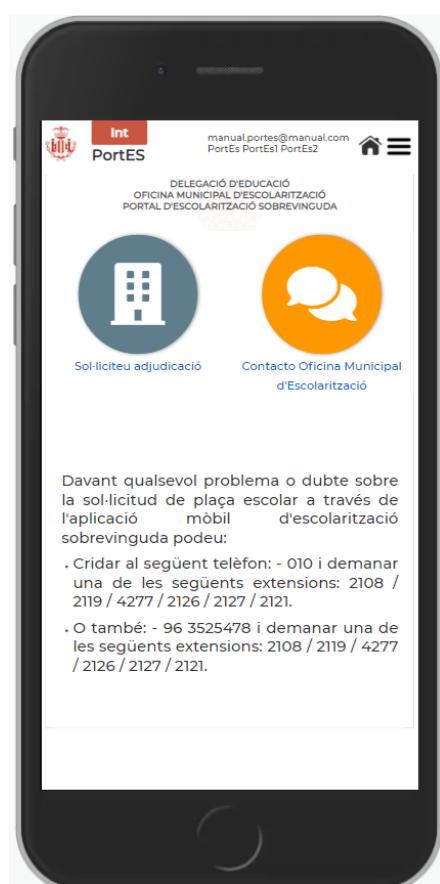 Int
PortES
manual.portes@manual.com
PortEs PortEs1 PortEs2
DELEGACIÓ D'EDUCACIÓ
OFICINA MUNICIPAL D'ESCOLARITZACIÓ
PORTAL D'ESCOLARITZACIÓ SOBREVINGUDA
Sol·liciteu adjudicació
Contacto Oficina Municipal
d'Escolarització
Davant qualsevol problema o dubte sobre
la sol·licitud de plaça escolar a través de
l'aplicació mòbil d'escolarització
sobrevinguda podeu:
. Cridar al següent telèfon: - 010 i demanar
una de les següents extensions: 2108 /
2119 / 4277 / 2126 / 2127 / 2121.
. O també: - 96 3525478 i demanar una de
les següents extensions: 2108 / 2119 / 4277
/ 2126 / 2127 / 2121.